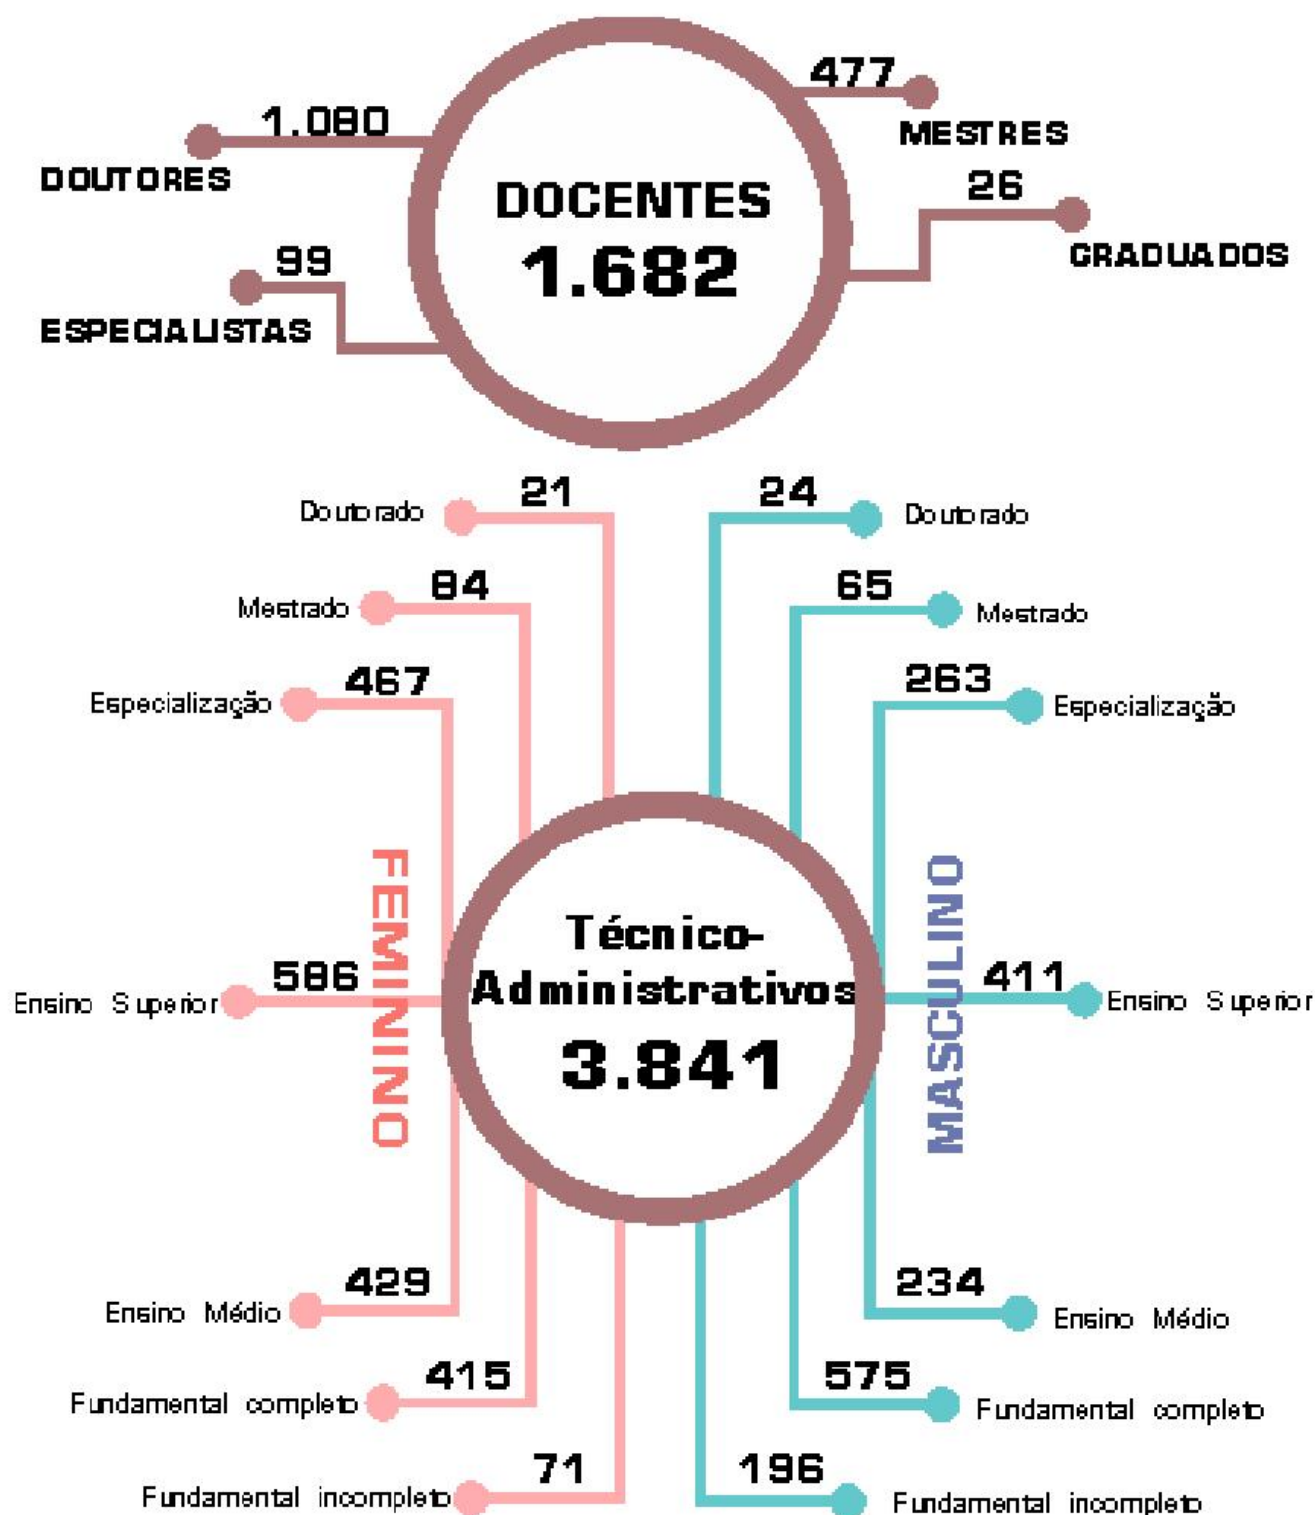 477
1.080
MESTRES
DOUTORES
26
DOCENTES
1.682
GRADUADOS
99
ESPECIALISTAS
21
24
Doutorado
Doutorado
84
65
Mestrado
Mestrado
467
263
Especialização
Especialização
FEMININO
MASCULINO
Técnico-
Administrativos
3.841
586
411
Ensino Superior
Ensino Superior
429
234
Ensino Médio
Ensino Médio
415
575
Fundamental completo
Fundamental completo
71
196
Fundamental incompleto
Fundamental incompleto